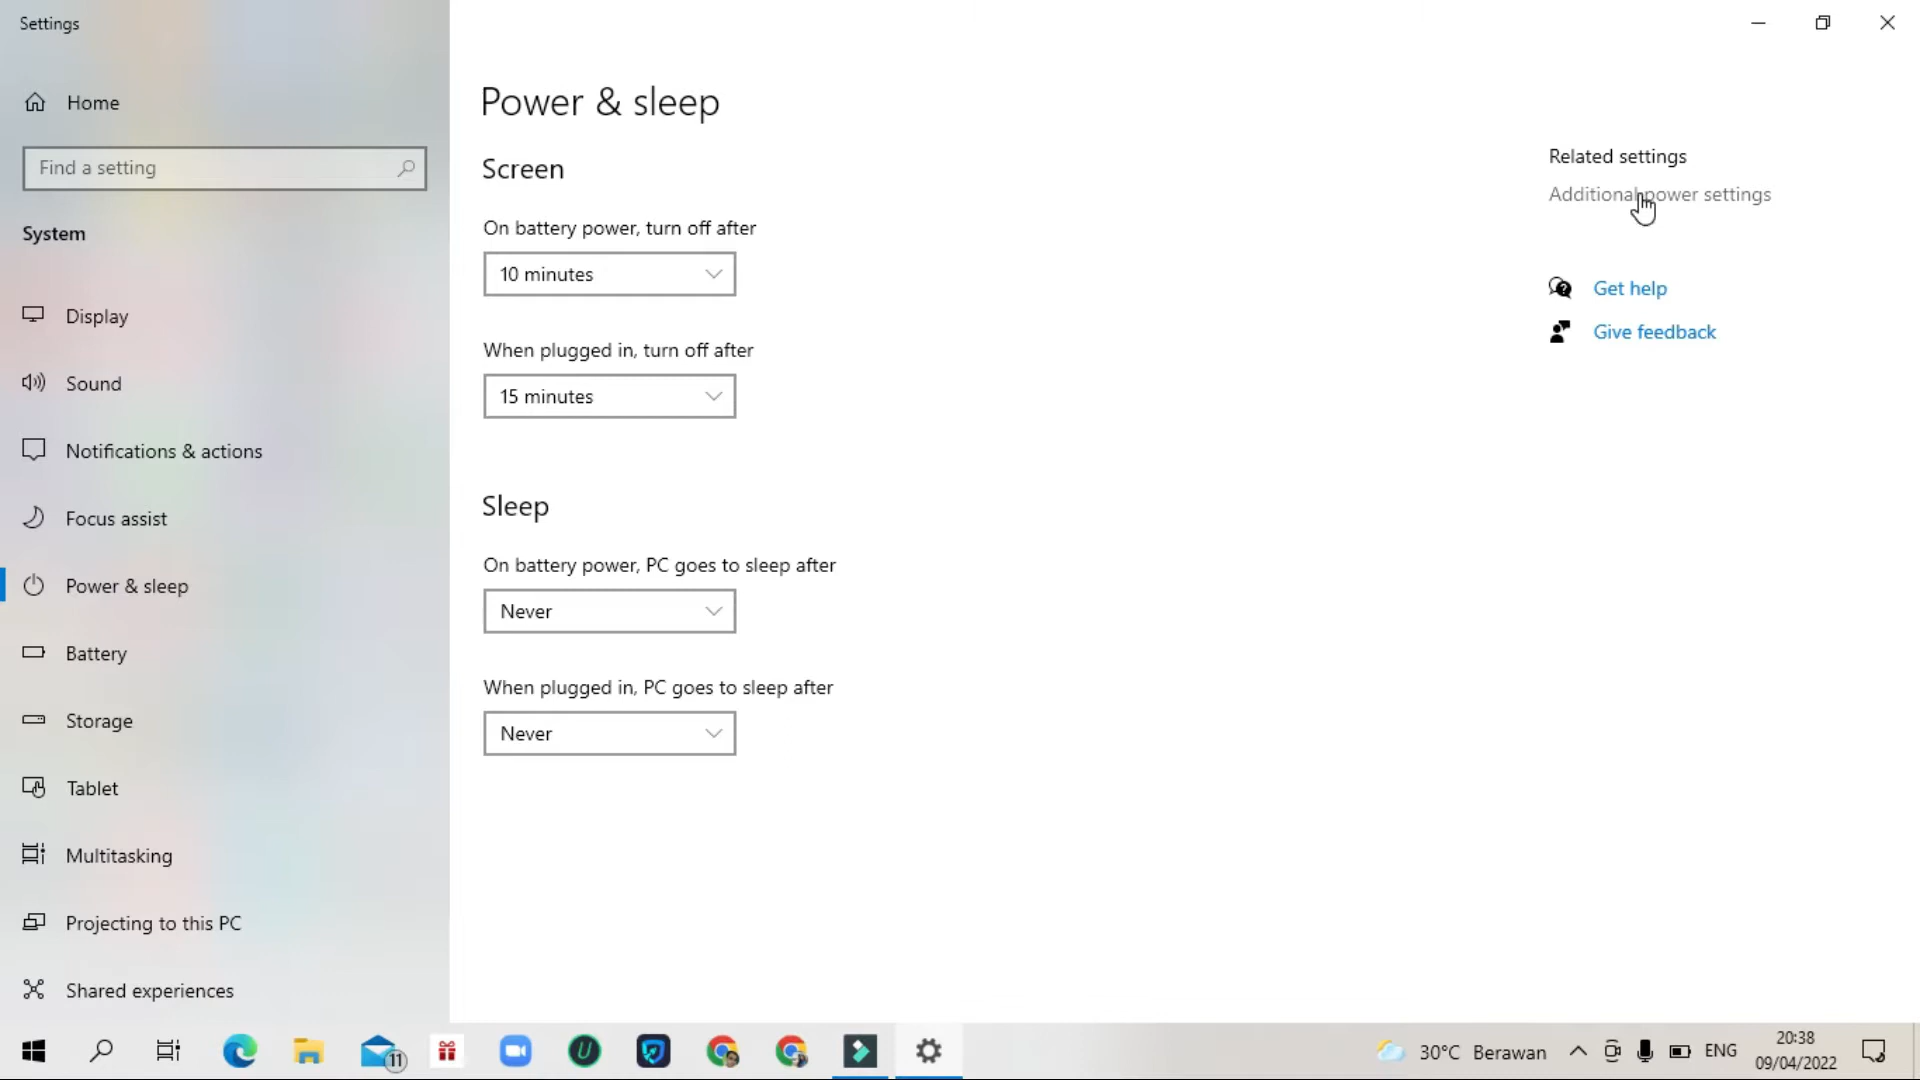 Settings
Home
Find a setting
System
Display
Sound
Notifications & actions
Focus assist
Power & sleep
Battery
Storage
Tablet
Multitasking
Projecting to this PC
Shared experiences
Power & sleep
Screen
On battery power, turn off after
10 minutes
When plugged in, turn off after
15 minutes
Sleep
On battery power, PC goes to sleep after
Never
When plugged in, PC goes to sleep after
Never
Related settings
Additional power settings
Get help
Give feedback
11
U
30°C Berawan
ENG
20:38
09/04/2022